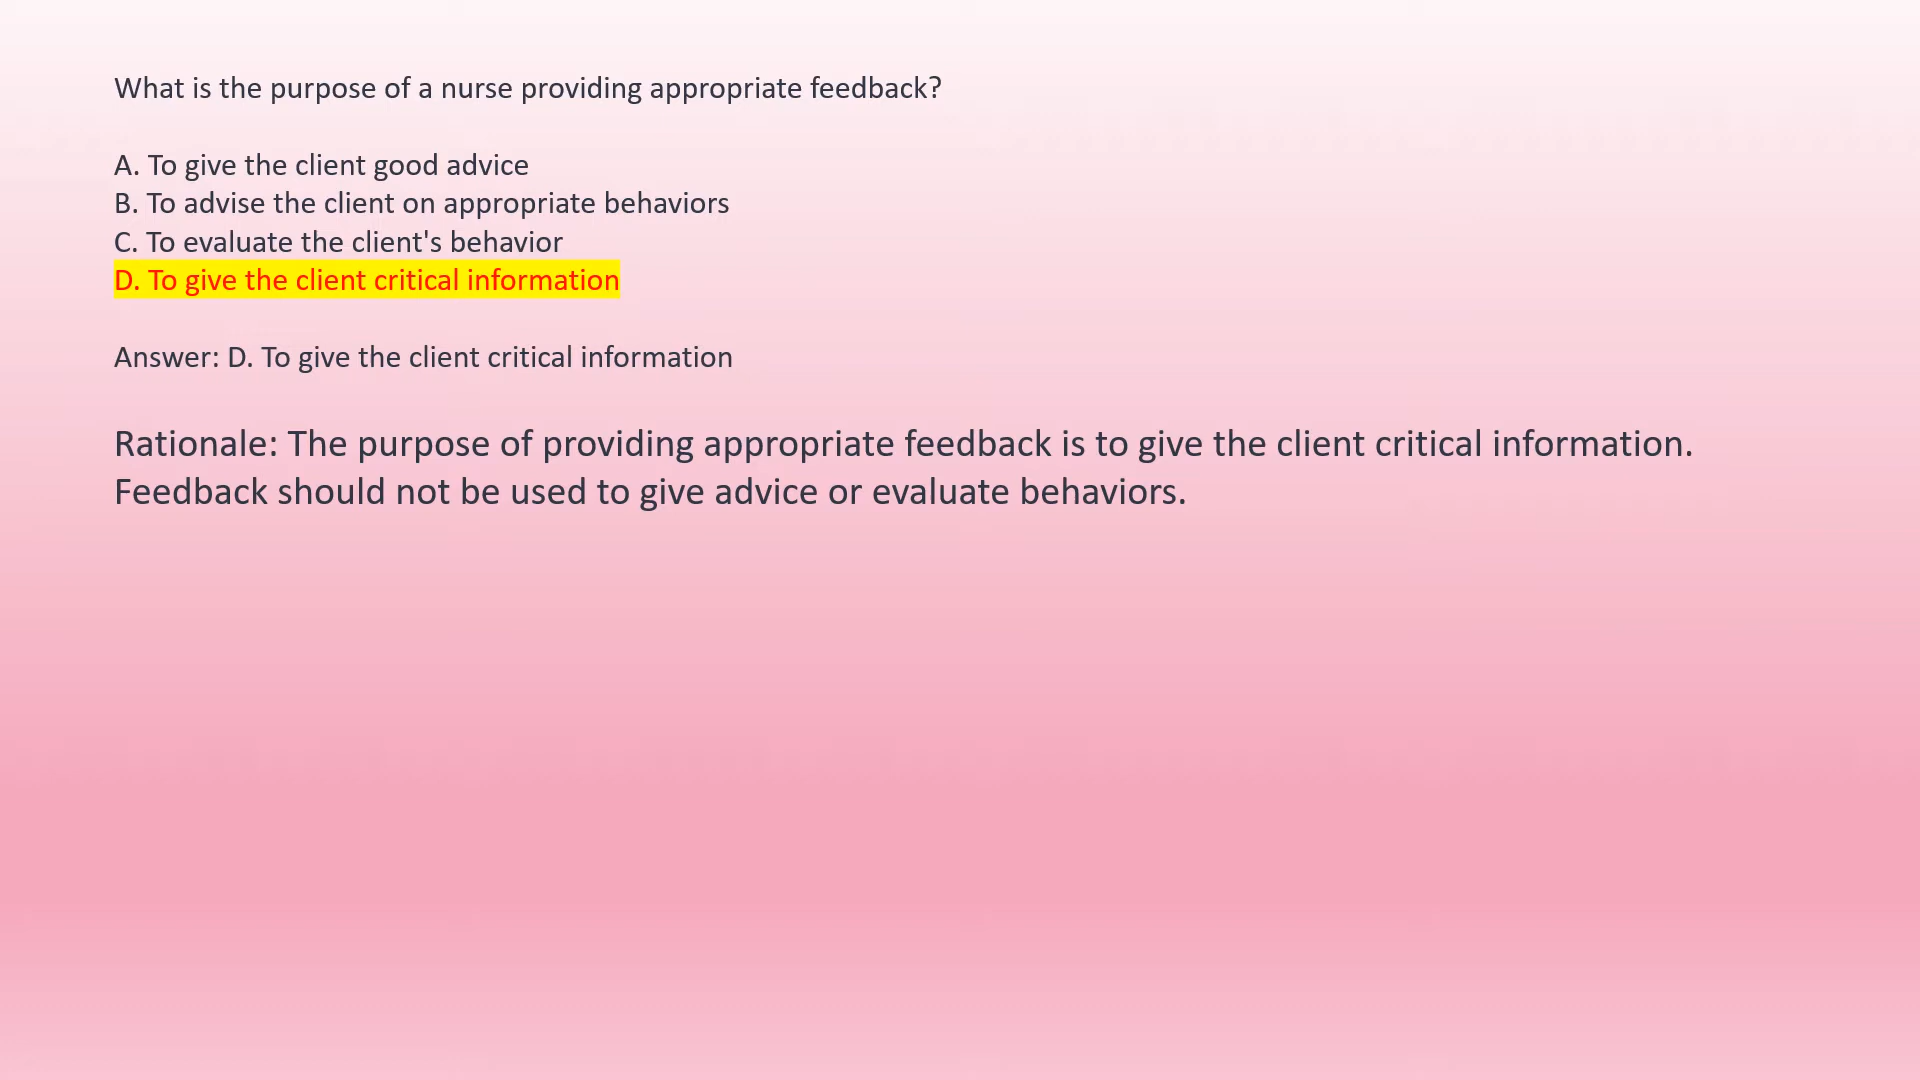 What is the purpose of a nurse providing appropriate feedback?
A. To give the client good advice
B. To advise the client on appropriate behaviors
C. To evaluate the client's behavior
D. To give the client critical information
Answer: D. To give the client critical information
Rationale: The purpose of providing appropriate feedback is to give the client critical information.
Feedback should not be used to give advice or evaluate behaviors.